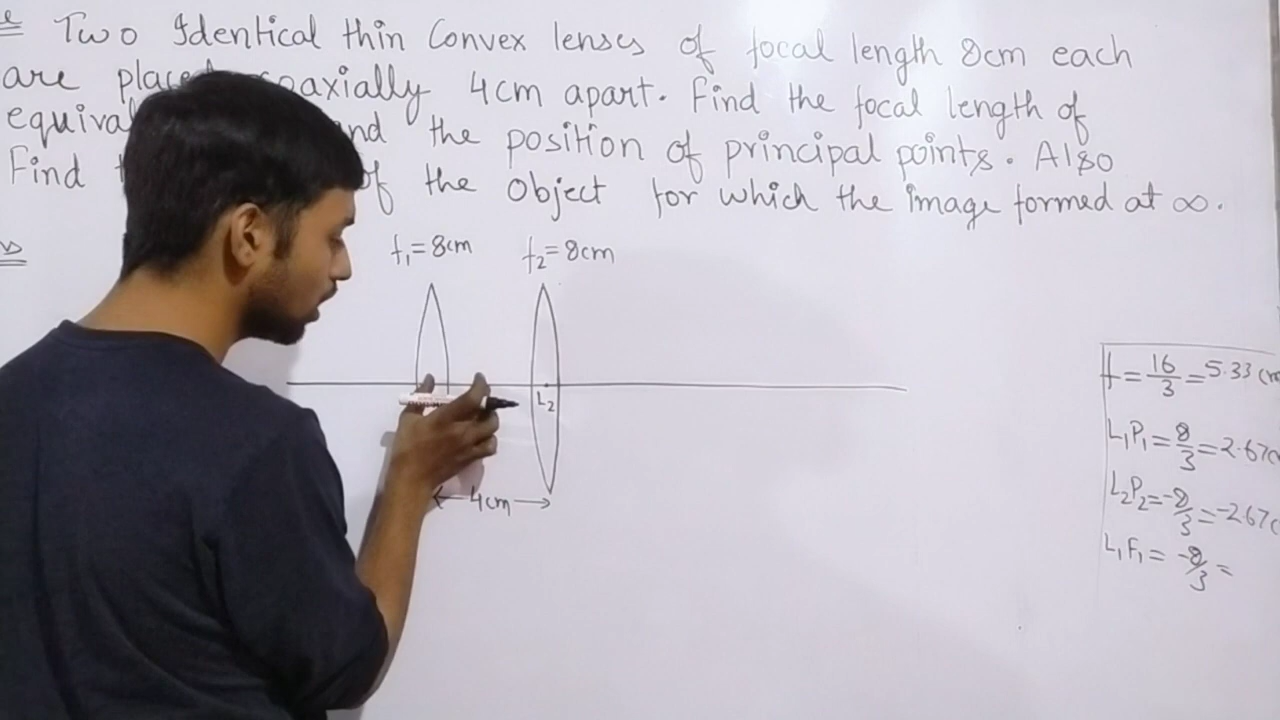 Two Identical thin Convex lenses of focal length 8cm each
are coaxially 4cm apart. Find the focal length of
and the position of principal points. Also
Find of the Object for which the image formed at ∞.
f₁=8cm f₂=8cm
L₂
4cm
f = 16/3 = 5.33 cm
L₁P₁ = 8/3 = 2.67
L₂P₂ = -8/3 = -2.67
L₁F₁ = -8/3 =